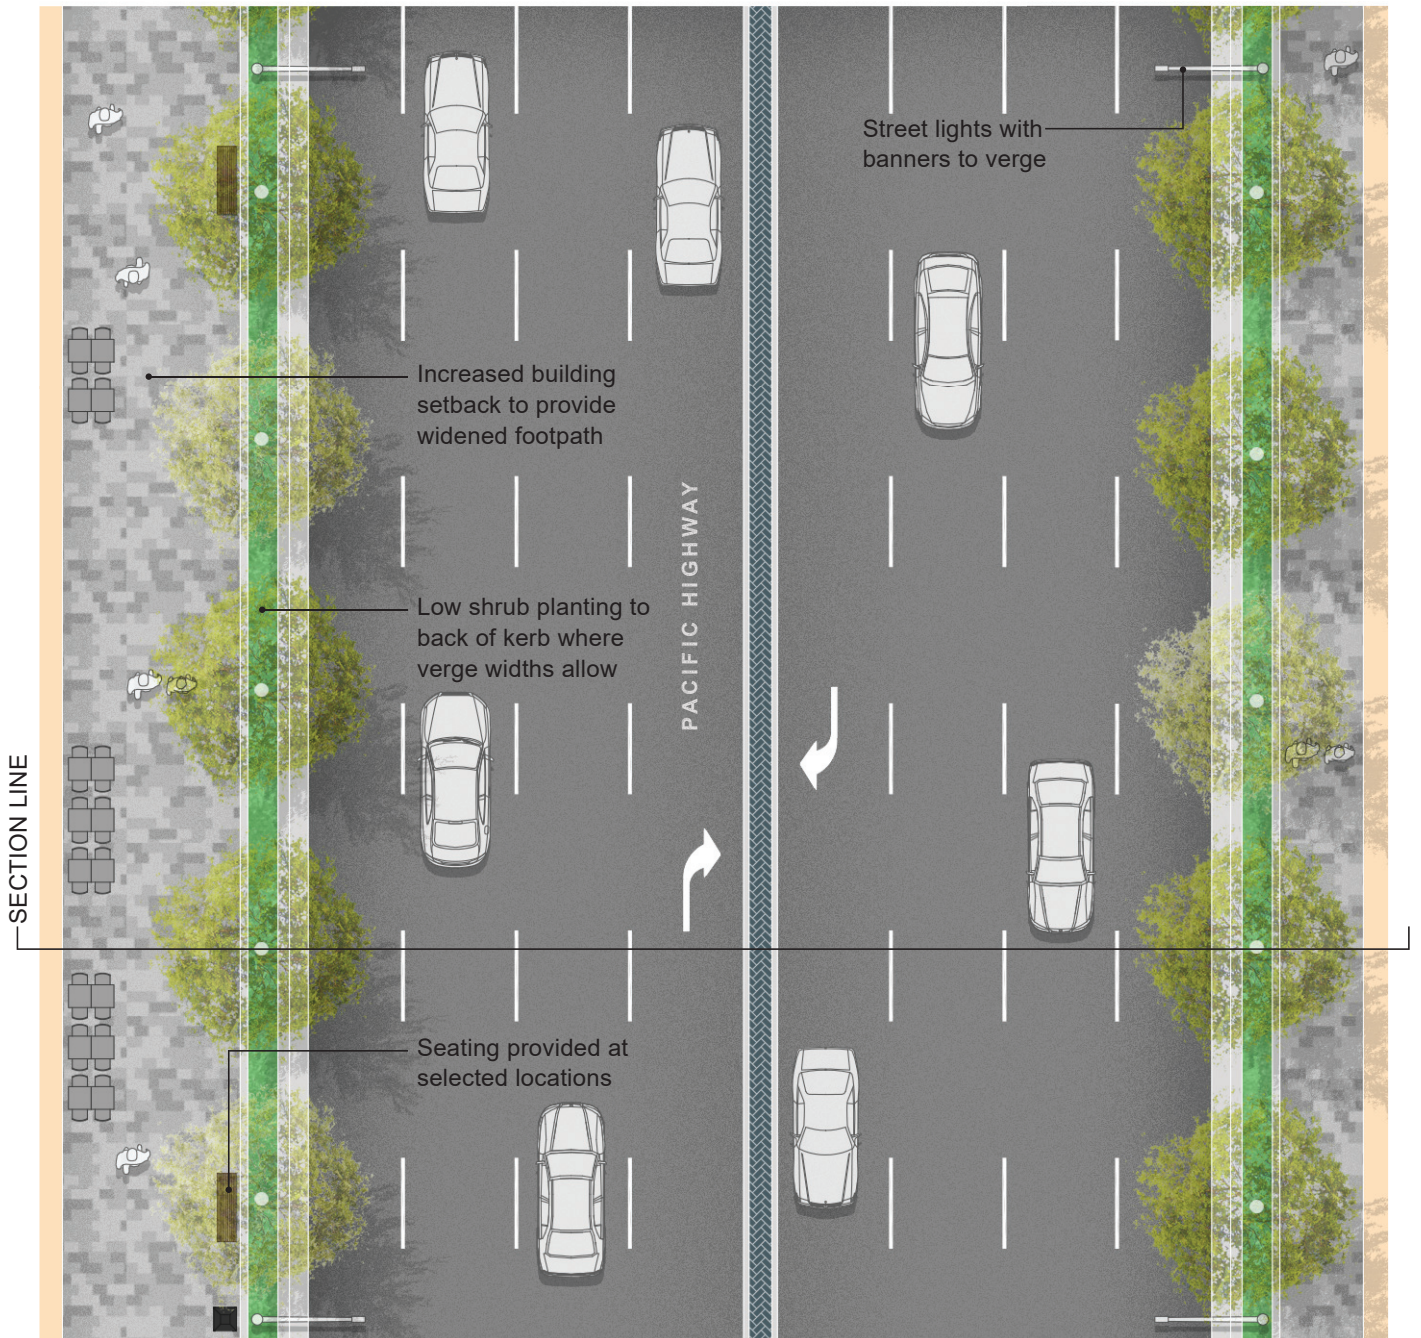 Street lights with
banners to verge
Increased building
setback to provide
widened footpath
PACIFIC HIGHWAY
Low shrub planting to
back of kerb where
verge widths allow
SECTION LINE
Seating provided at
selected locations